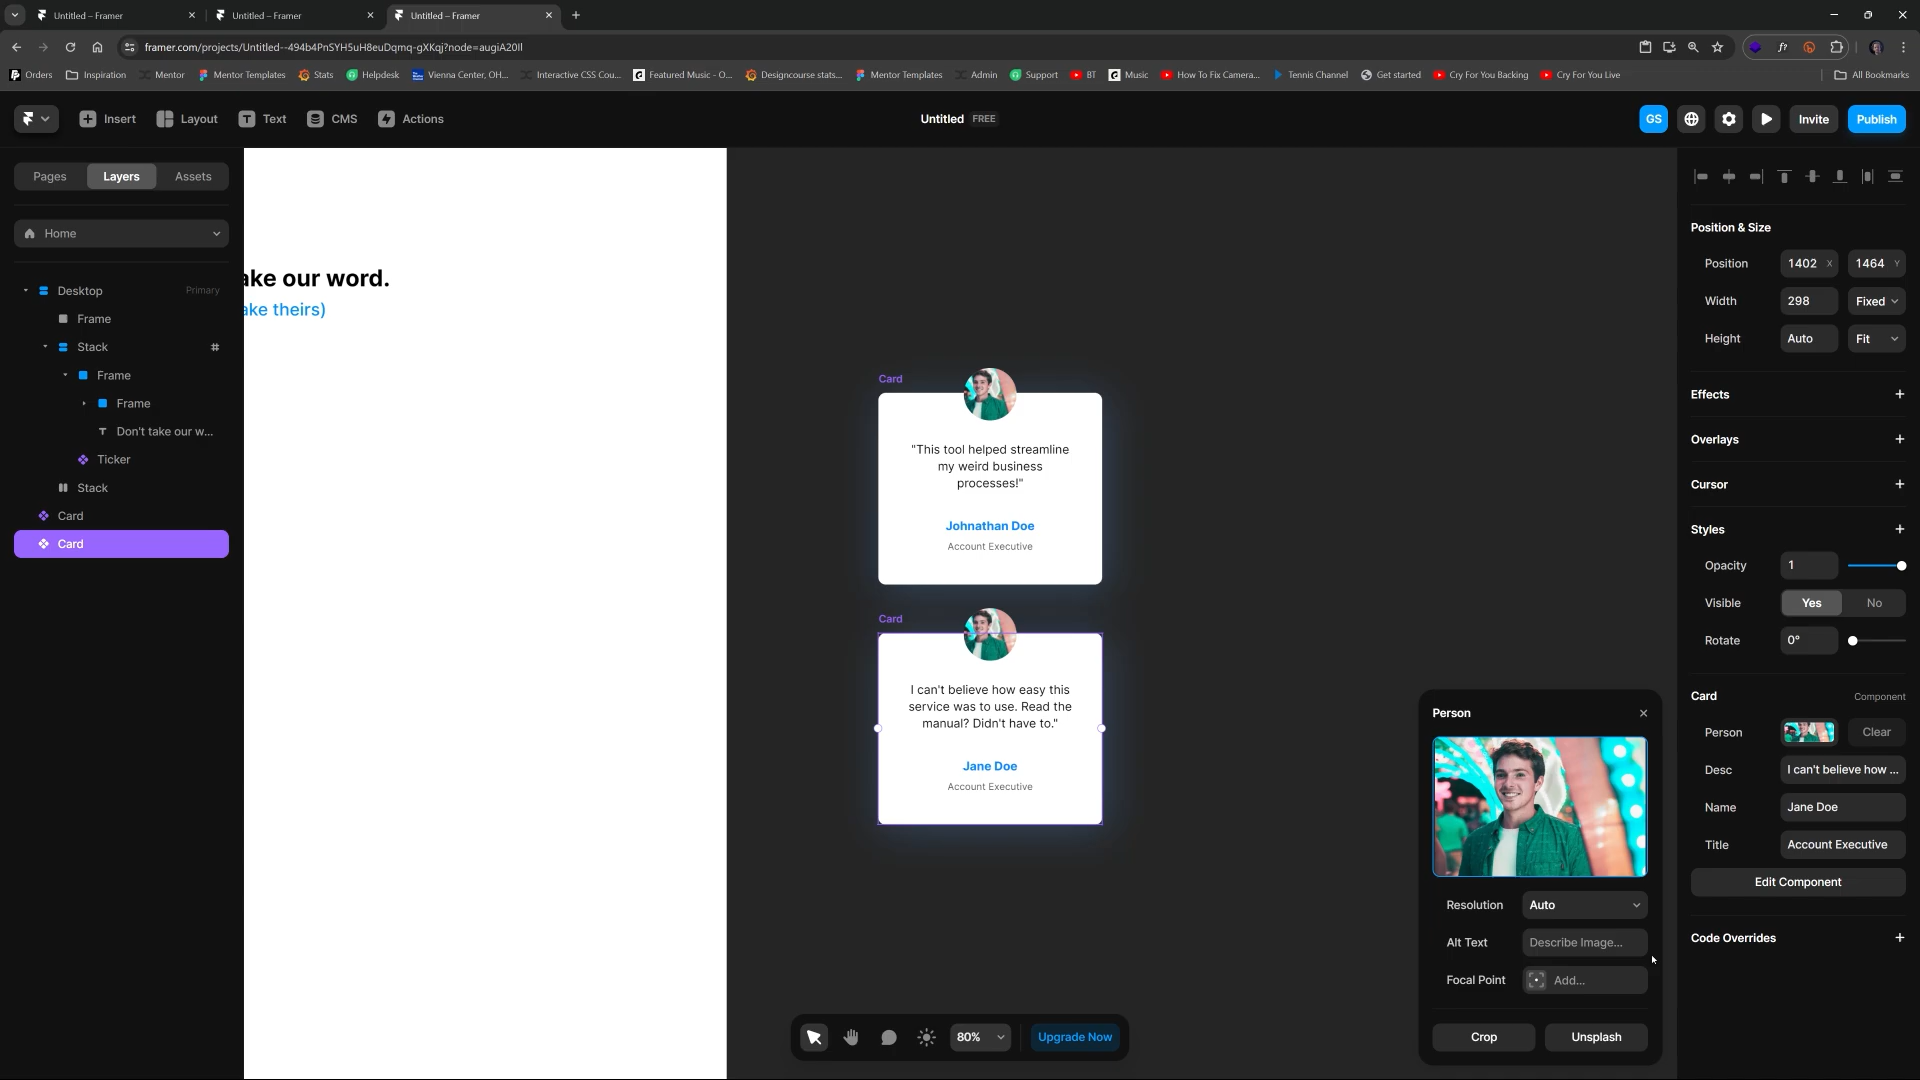 Untitled – Framer
Untitled – Framer
Untitled – Framer
framer.com/projects/Untitled--494b4PnSYH5uH8euDqmq-gXKqj?node=augiA20Il
Orders
Inspiration
Mentor
Mentor Templates
Stats
Helpdesk
Vienna Center, OH...
Interactive CSS Cou...
Featured Music - O...
Designcourse stats...
Mentor Templates
Admin
Support
BT
Music
How To Fix Camera...
Tennis Channel
Get started
Cry For You Backing
Cry For You Live
All Bookmarks
Insert
Layout
Text
CMS
Actions
Untitled FREE
GS
Invite
Publish
Pages
Layers
Assets
Home
Desktop
Primary
Frame
Stack
Frame
Frame
Don't take our w...
Ticker
Stack
Card
Card
ake our word.
ake theirs)
Card
"This tool helped streamline
my weird business
processes!"
Johnathan Doe
Account Executive
Card
I can't believe how easy this
service was to use. Read the
manual? Didn't have to."
Jane Doe
Account Executive
80%
Upgrade Now
Person
Resolution
Auto
Alt Text
Describe Image...
Focal Point
Add...
Crop
Unsplash
Position & Size
Position
1402 X
1464 Y
Width
298
Fixed
Height
Auto
Fit
Effects
Overlays
Cursor
Styles
Opacity
1
Visible
Yes
No
Rotate
0°
Card
Component
Person
Clear
Desc
I can't believe how ...
Name
Jane Doe
Title
Account Executive
Edit Component
Code Overrides